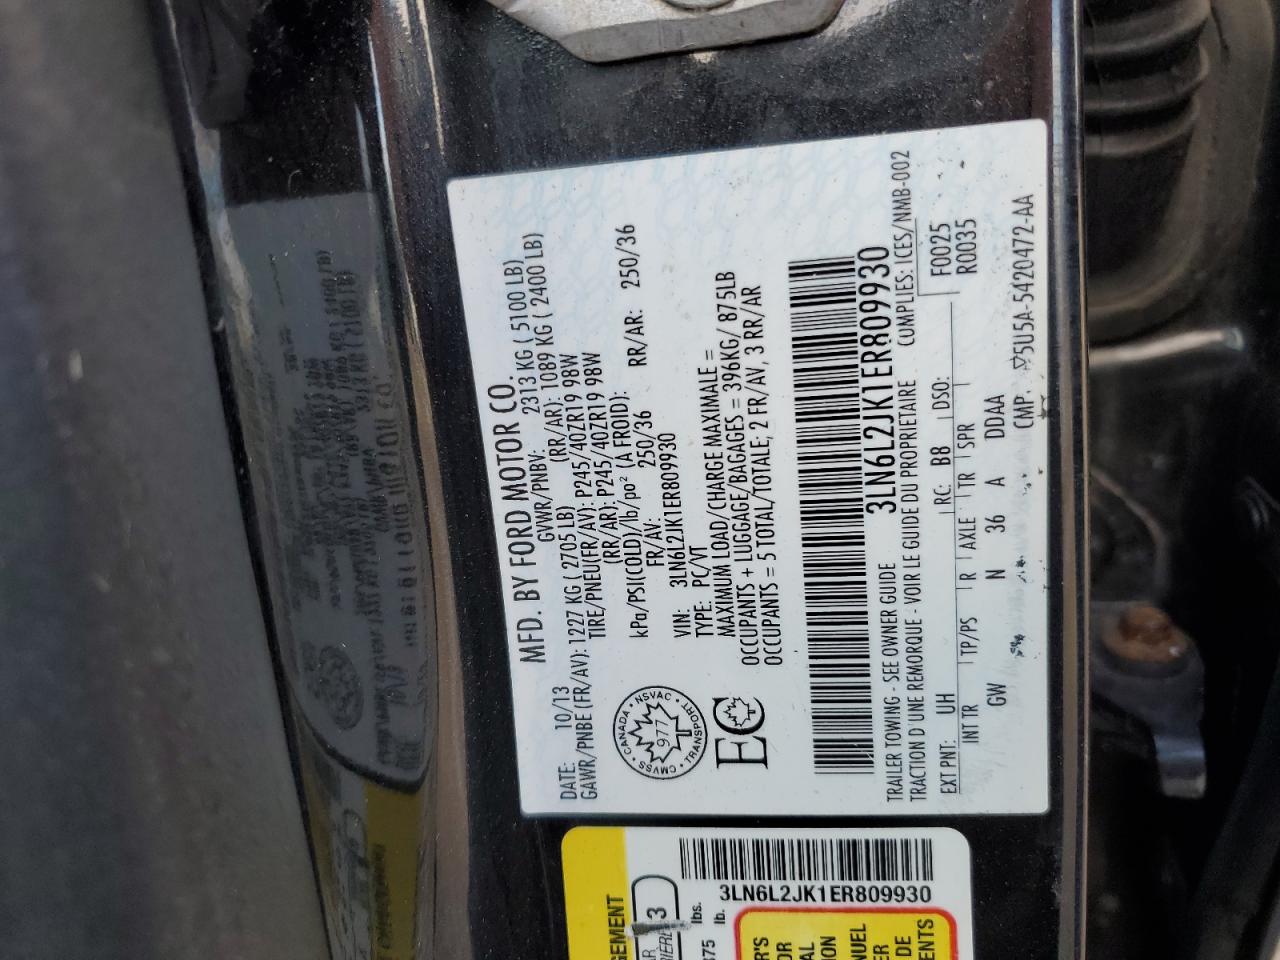 MFD. BY FORD MOTOR CO.
DATE: 10/13 GVWR/PNBV: 2313 KG ( 5100 LB)
GAWR/PNBE (FR/AV): 1227 KG ( 2705 LB) (RR/AR): 1089 KG ( 2400 LB)
TIRE/PNEU(FR/AV): P245/40ZR19 98W
(RR/AR): P245/40ZR19 98W
kPa/PSI(COLD)/lb/po² (A FROID):
FR/AV: 250/36 RR/AR: 250/36
VIN: 3LN6L2JK1ER809930
TYPE: PC/VT
MAXIMUM LOAD/CHARGE MAXIMALE =
OCCUPANTS + LUGGAGE/BAGAGES = 396KG/ 875LB
OCCUPANTS = 5 TOTAL/TOTALE; 2 FR/AV, 3 RR/AR
CANADA • NSVAC • TRANSPORT • CMVSS
977
EC
3LN6L2JK1ER809930
TRAILER TOWING - SEE OWNER GUIDE
TRACTION D'UNE REMORQUE - VOIR LE GUIDE DU PROPRIETAIRE COMPLIES: ICES/NMB-002
EXT PNT: UH RC: B8 DSO: F0025
R0035
INT TR TP/PS R AXLE TR SPR
GW N 36 A DDAA
CMP. 5U5A-5420472-AA
3LN6L2JK1ER809930
GEMENT
3
lbs.
lb.